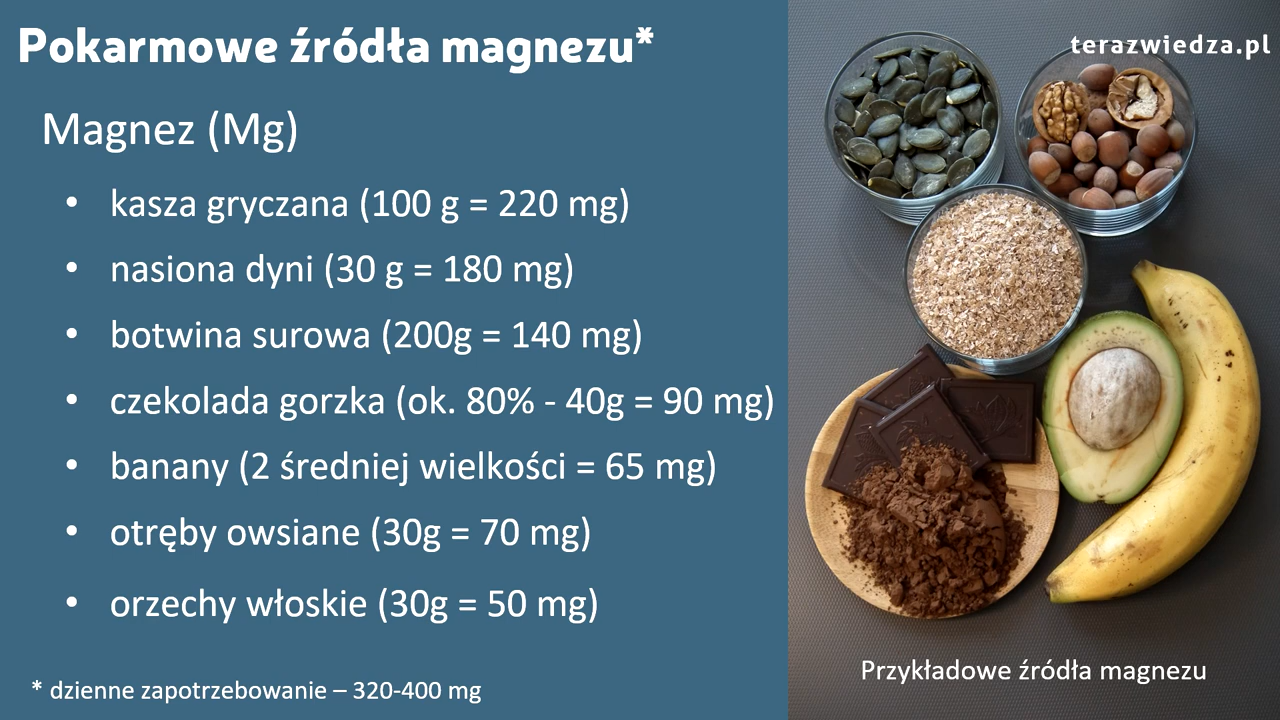 Pokarmowe źródła magnezu*
terazwiedza.pl
Magnez (Mg)
• kasza gryczana (100 g = 220 mg)
• nasiona dyni (30 g = 180 mg)
• botwina surowa (200g = 140 mg)
• czekolada gorzka (ok. 80% - 40g = 90 mg)
• banany (2 średniej wielkości = 65 mg)
• otręby owsiane (30g = 70 mg)
• orzechy włoskie (30g = 50 mg)
* dzienne zapotrzebowanie – 320-400 mg
Przykładowe źródła magnezu